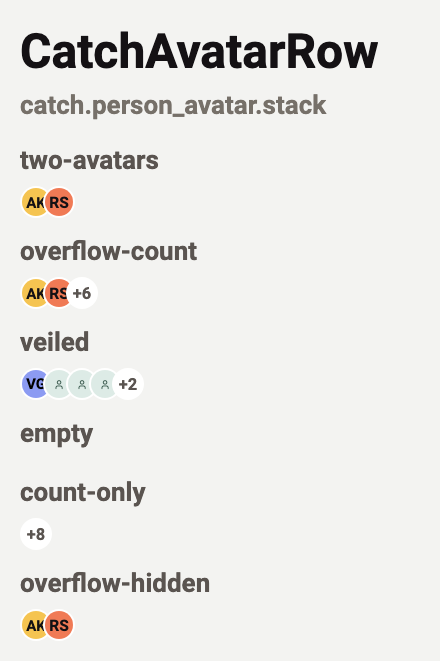 CatchAvatarRow
catch.person_avatar.stack
two-avatars
AK RS
overflow-count
AK RS +6
veiled
VG +2
empty
count-only
+8
overflow-hidden
AK RS